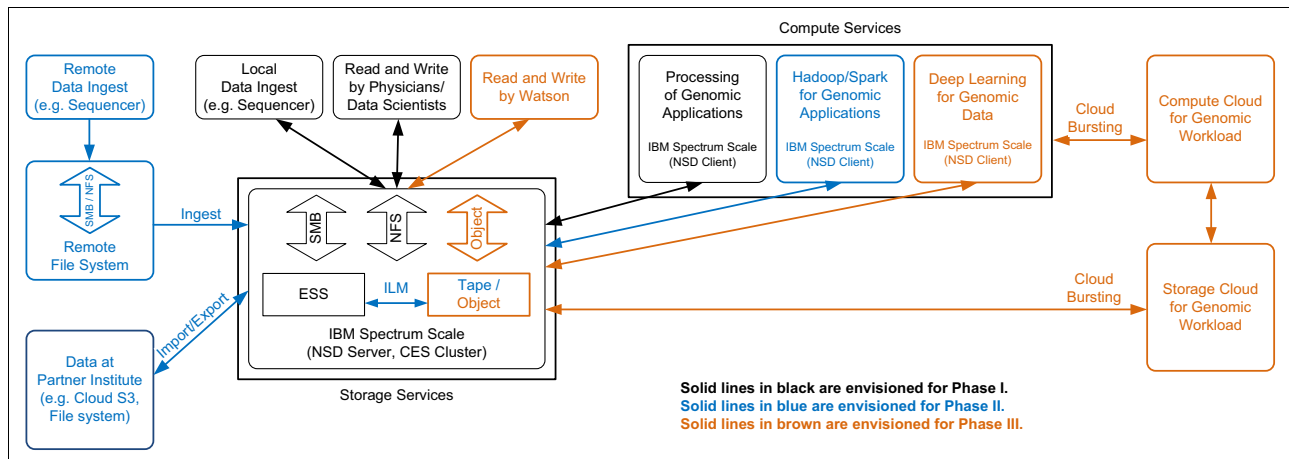 Compute Services
Remote
Data Ingest
(e.g. Sequencer)
Local
Data Ingest
(e.g. Sequencer)
Read and Write
by Physicians/
Data Scientists
Read and Write
by Watson
Processing
of Genomic
Applications
IBM Spectrum Scale
(NSD Client)
Hadoop/Spark
for Genomic
Applications
IBM Spectrum Scale
(NSD Client)
Deep Learning
for Genomic
Data
IBM Spectrum Scale
(NSD Client)
Cloud
Bursting
Compute Cloud
for Genomic
Workload
SMB / NFS
Remote
File System
Ingest
SMB
NFS
Object
ESS
ILM
Tape /
Object
IBM Spectrum Scale
(NSD Server, CES Cluster)
Storage Services
Cloud
Bursting
Storage Cloud
for Genomic
Workload
Import/Export
Data at
Partner Institute
(e.g. Cloud S3,
File system)
Solid lines in black are envisioned for Phase I.
Solid lines in blue are envisioned for Phase II.
Solid lines in brown are envisioned for Phase III.